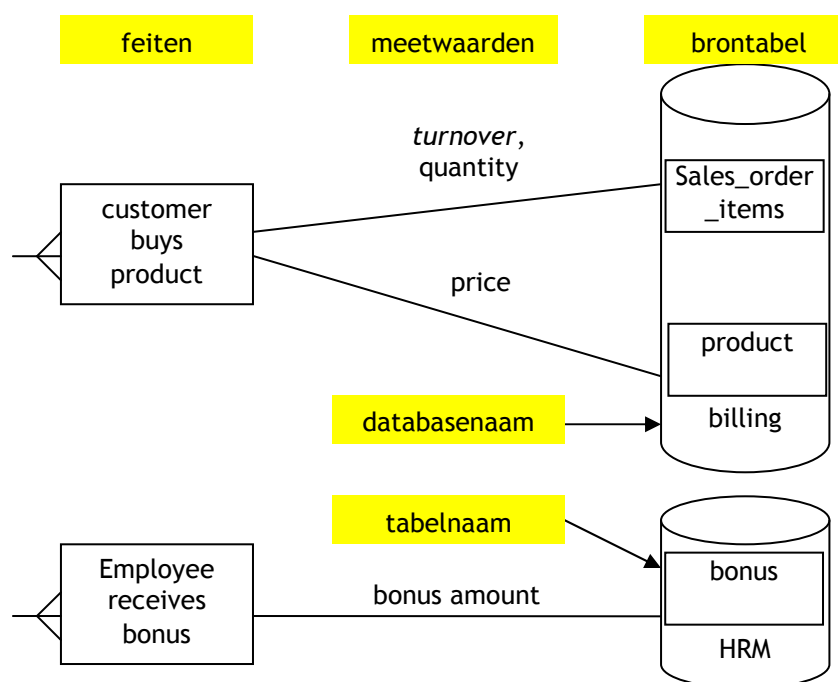 feiten
meetwaarden
brontabel
turnover,
quantity
Sales_order
_items
customer
buys
product
price
product
databasenaam
billing
tabelnaam
Employee
receives
bonus
bonus amount
bonus
HRM